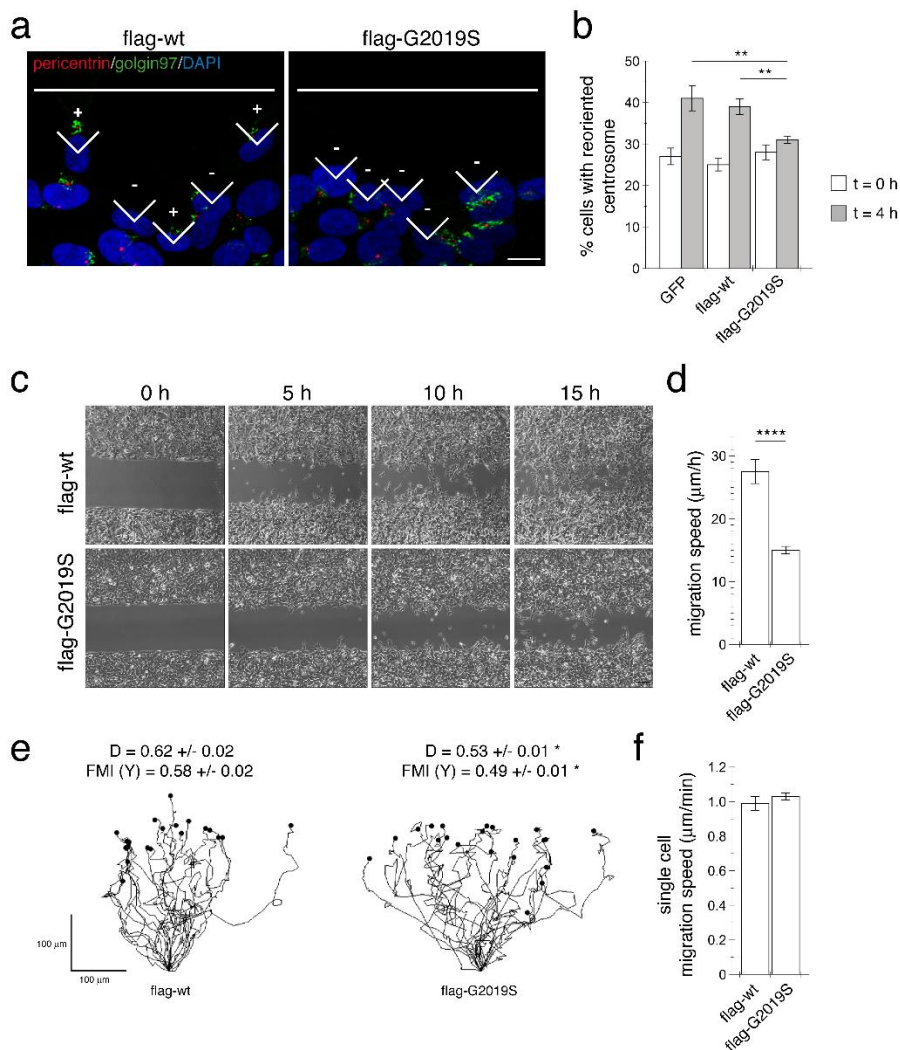 a
flag-wt
flag-G2019S
pericentrin/golgin97/DAPI
+
+
-
-
+
-
-
-
-
-
b
**
**
% cells with reoriented
centrosome
50
40
30
20
10
0
GFP
flag-wt
flag-G2019S
t = 0 h
t = 4 h
c
0 h
5 h
10 h
15 h
flag-wt
flag-G2019S
d
****
migration speed (μm/h)
30
20
10
0
flag-wt
flag-G2019S
e
D = 0.62 +/- 0.02
FMI (Y) = 0.58 +/- 0.02
D = 0.53 +/- 0.01 *
FMI (Y) = 0.49 +/- 0.01 *
100 μm
100 μm
flag-wt
flag-G2019S
f
single cell
migration speed (μm/min)
1.2
1.0
0.8
0.6
0.4
0.2
0
flag-wt
flag-G2019S